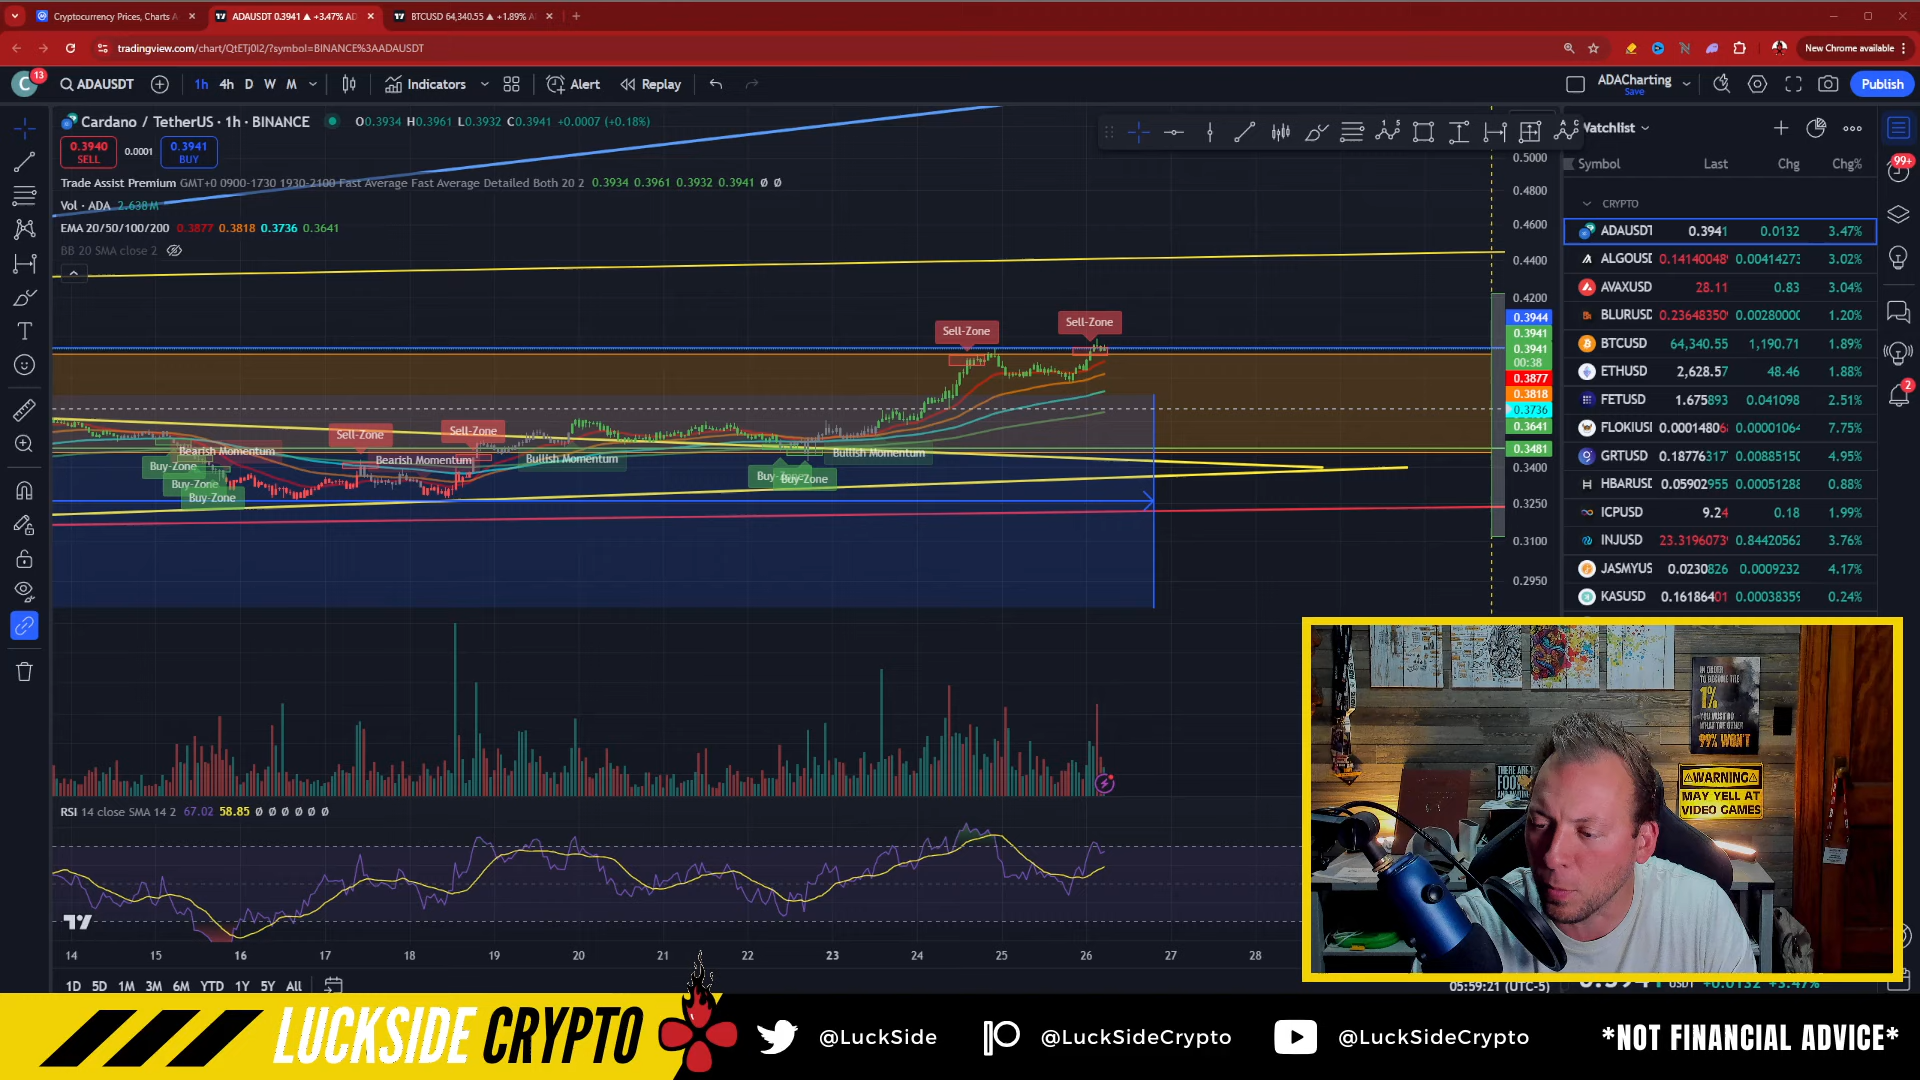 Cryptocurrency Prices, Charts A
ADAUSDT 0.3941 ▲ +3.47% AD
BTCUSD 64,340.55 ▲ +1.89% A
tradingview.com/chart/QtETj0I2/?symbol=BINANCE%3AADAUSDT
New Chrome available
C
13
ADAUSDT
1h
4h
D
W
M
Indicators
Alert
Replay
ADACharting
Save
Publish
Cardano / TetherUS · 1h · BINANCE
O0.3934 H0.3961 L0.3932 C0.3941 +0.0007 (+0.18%)
0.3940
SELL
0.0001
0.3941
BUY
Trade Assist Premium GMT+0 0900-1730 1930-2100 Fast Average Fast Average Detailed Both 20 2 0.3934 0.3961 0.3932 0.3941 ∅ ∅
Vol · ADA 2.638M
EMA 20/50/100/200 0.3877 0.3818 0.3736 0.3641
BB 20 SMA close 2
Sell-Zone
Sell-Zone
Sell-Zone
Sell-Zone
Bearish Momentum
Bearish Momentum
Bullish Momentum
Bullish Momentum
Buy-Zone
Buy-Zone
Buy-Zone
Buy-Zone
0.5000
0.4800
0.4600
0.4400
0.4200
0.3944
0.3941
0.3941
00:38
0.3877
0.3818
0.3736
0.3641
0.3481
0.3400
0.3250
0.3100
0.2950
Watchlist
Symbol Last Chg Chg%
CRYPTO
ADAUSDT 0.3941 0.0132 3.47%
ALGOUSD 0.14140048 0.00414273 3.02%
AVAXUSD 28.11 0.83 3.04%
BLURUSD 0.23648350 0.00280000 1.20%
BTCUSD 64,340.55 1,190.71 1.89%
ETHUSD 2,628.57 48.46 1.88%
FETUSD 1.675893 0.041098 2.51%
FLOKIUS 0.0001480 0.00001064 7.75%
GRTUSD 0.18776317 0.00885150 4.95%
HBARUSD 0.05902955 0.00051288 0.88%
ICPUSD 9.24 0.18 1.99%
INJUSD 23.3196073 0.84420562 3.76%
JASMYUS 0.0230826 0.0009232 4.17%
KASUSD 0.16186401 0.00038359 0.24%
99+
2
RSI 14 close SMA 14 2 67.02 58.85 ∅ ∅ ∅ ∅ ∅ ∅
14 15 16 17 18 19 20 21 22 23 24 25 26 27 28
1D 5D 1M 3M 6M YTD 1Y 5Y All
05:59:21 (UTC-5)
IN ORDER
TO BECOME THE
1%
YOU MUST DO
WHAT THE OTHER
99% WON'T
THERE ARE
WARNING
MAY YELL AT
VIDEO GAMES
LUCKSIDE CRYPTO
@LuckSide
@LuckSideCrypto
@LuckSideCrypto
*NOT FINANCIAL ADVICE*